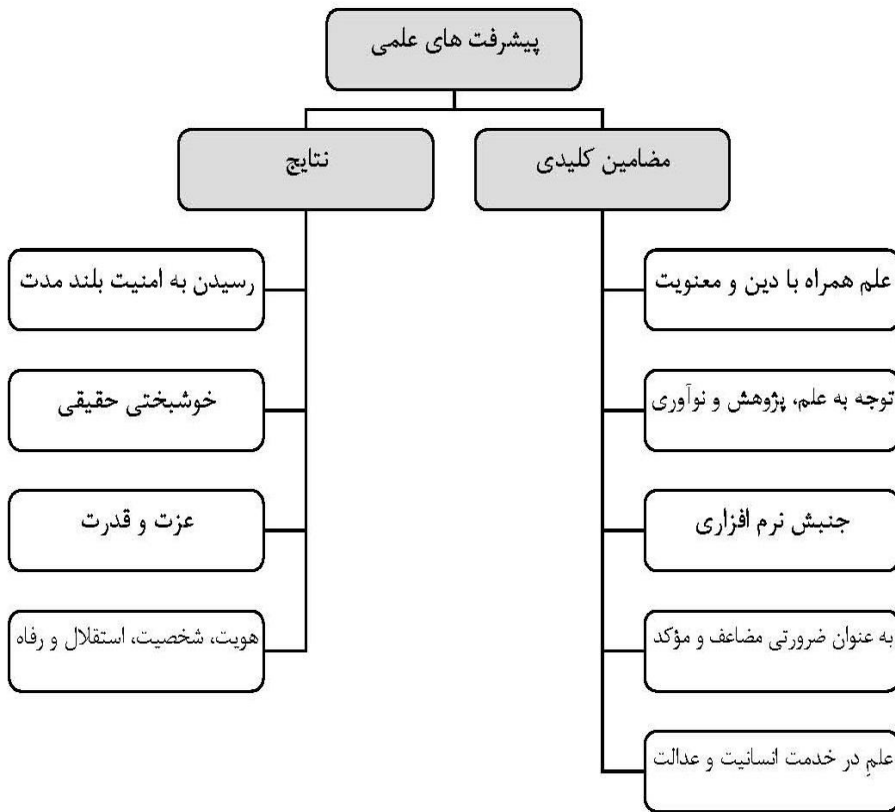 پیشرفت های علمی
مضامین کلیدی
علم همراه با دین و معنویت
توجه به علم، پژوهش و نوآوری
جنبش نرم افزاری
به عنوان ضرورتی مضاعف و مؤکد
علمِ در خدمت انسانیت و عدالت
نتایج
رسیدن به امنیت بلند مدت
خوشبختی حقیقی
عزت و قدرت
هویت، شخصیت، استقلال و رفاه